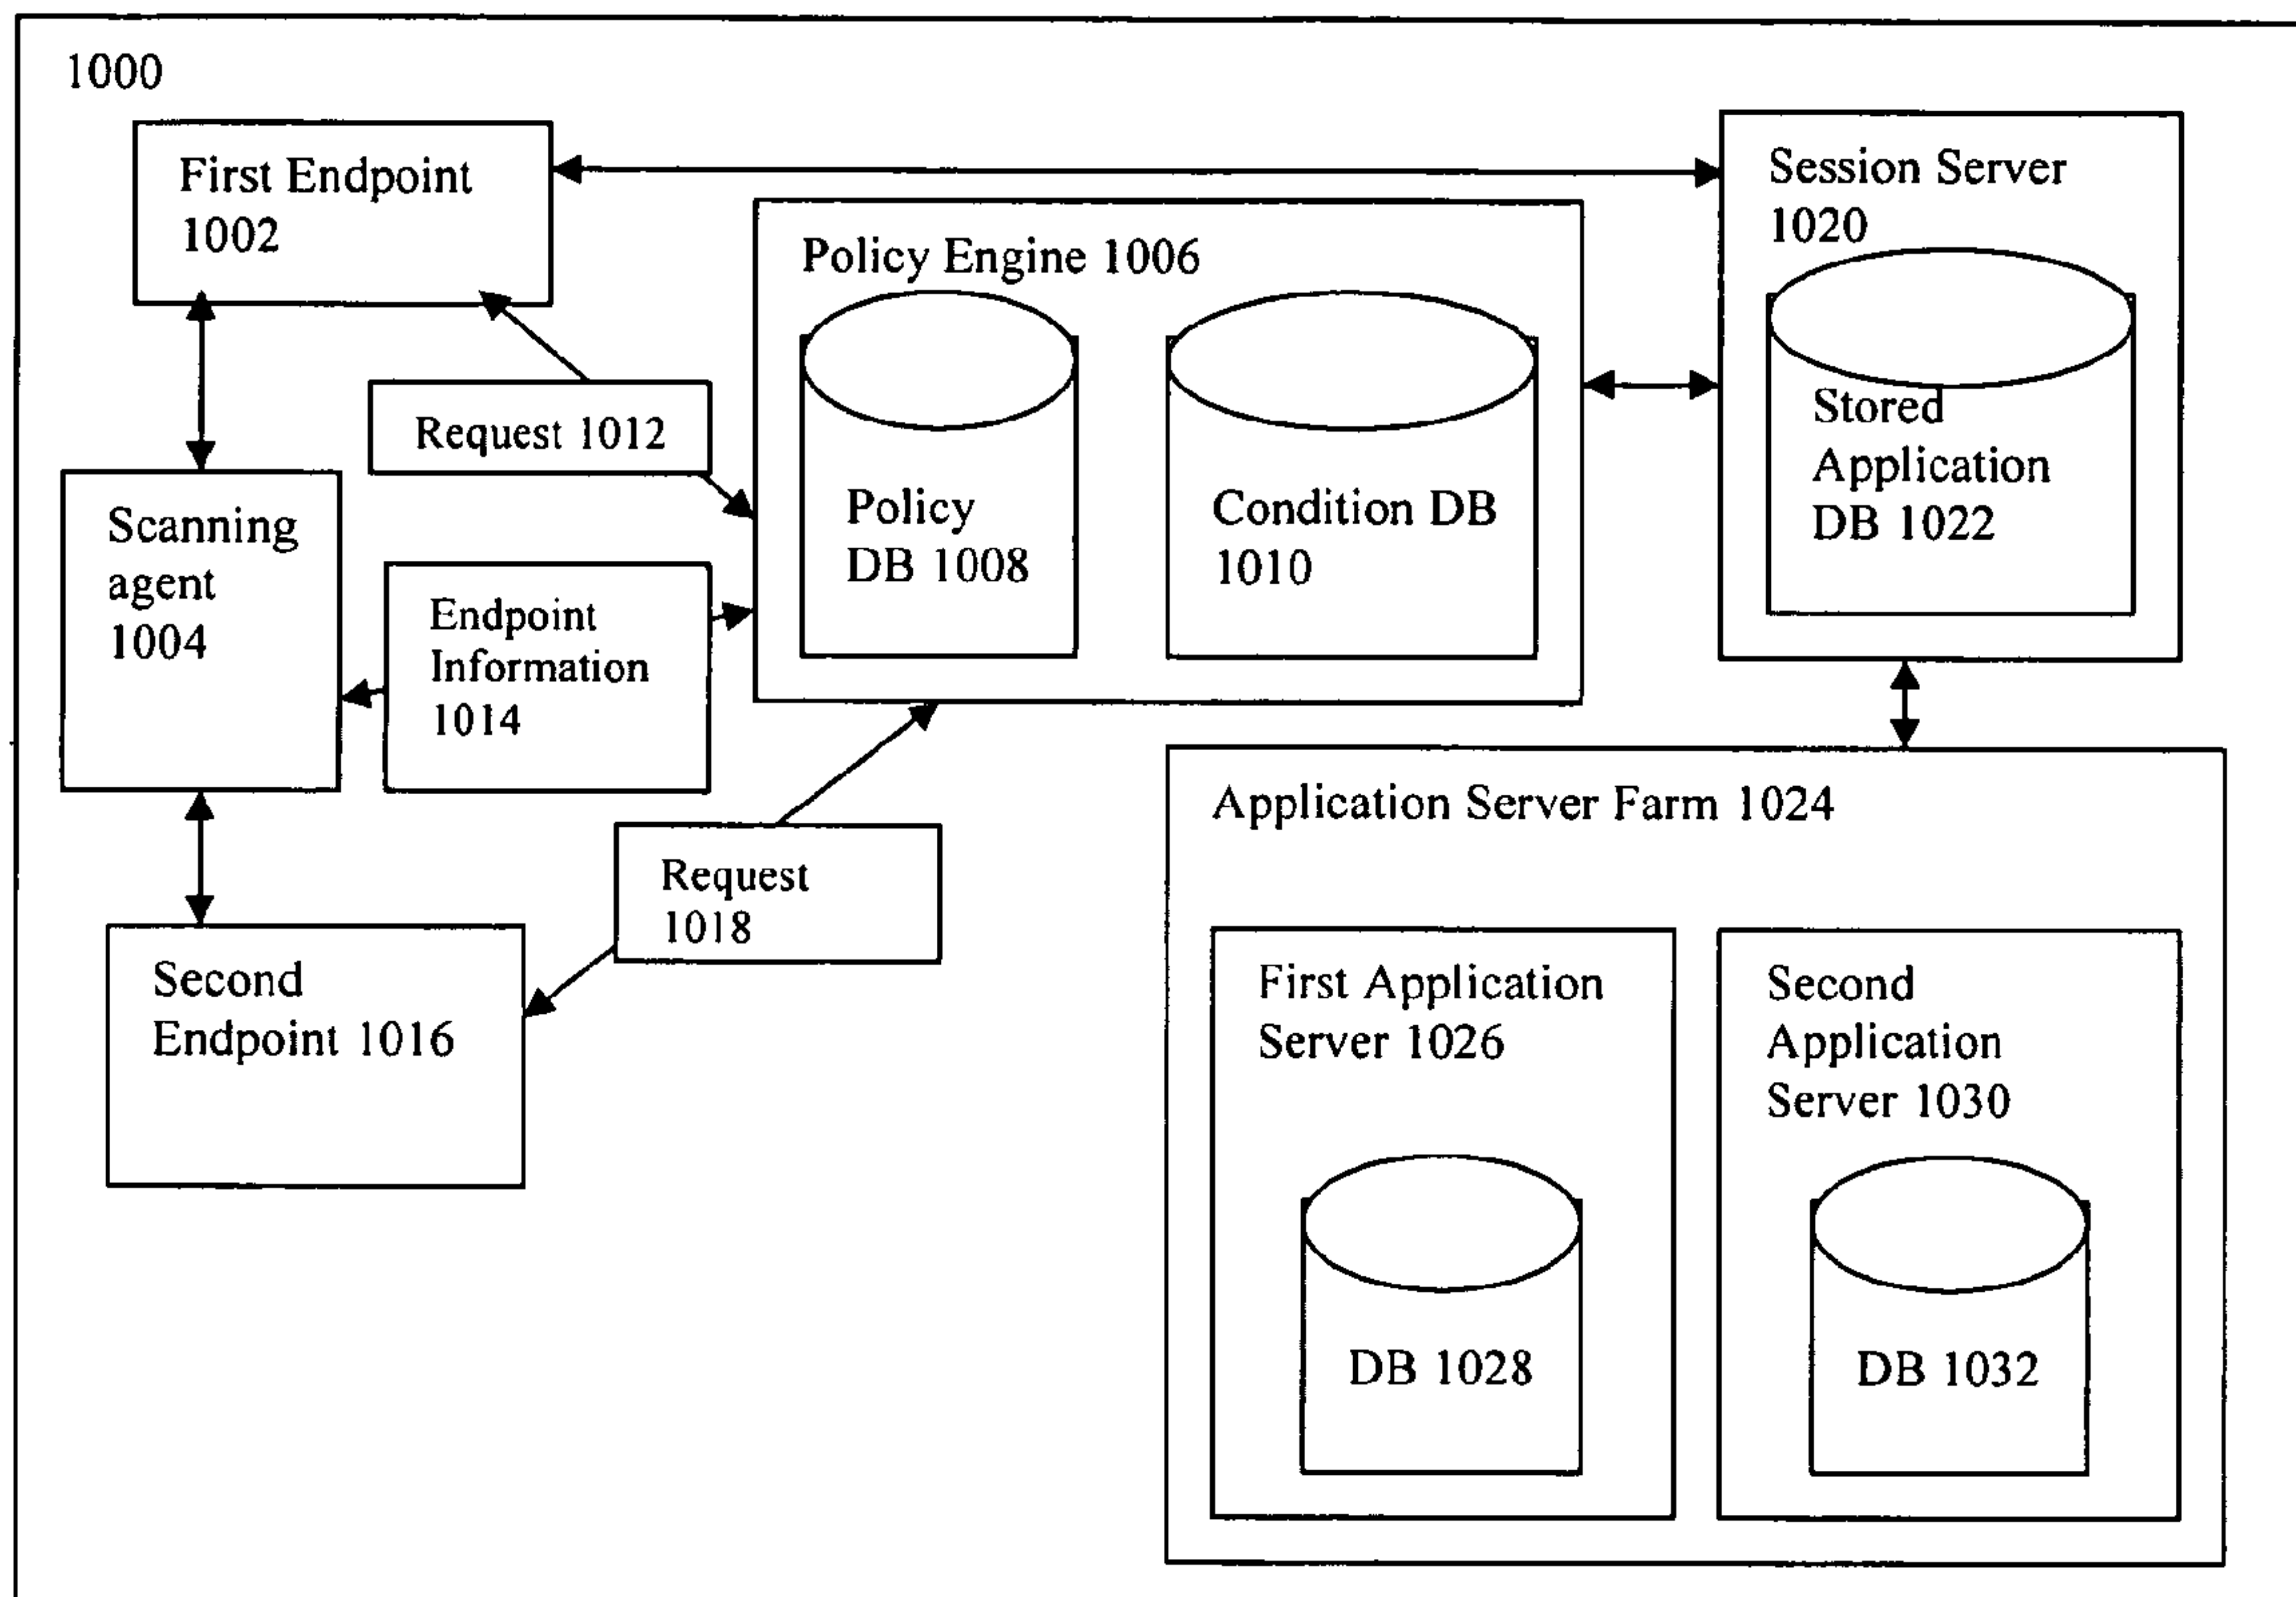 1000
First Endpoint
1002
Session Server
1020
Policy Engine 1006
Stored
Application
DB 1022
Request 1012
Policy
DB 1008
Condition DB
1010
Scanning
agent
1004
Endpoint
Information
1014
Application Server Farm 1024
Request
1018
Second
Endpoint 1016
First Application
Server 1026
Second
Application
Server 1030
DB 1028
DB 1032